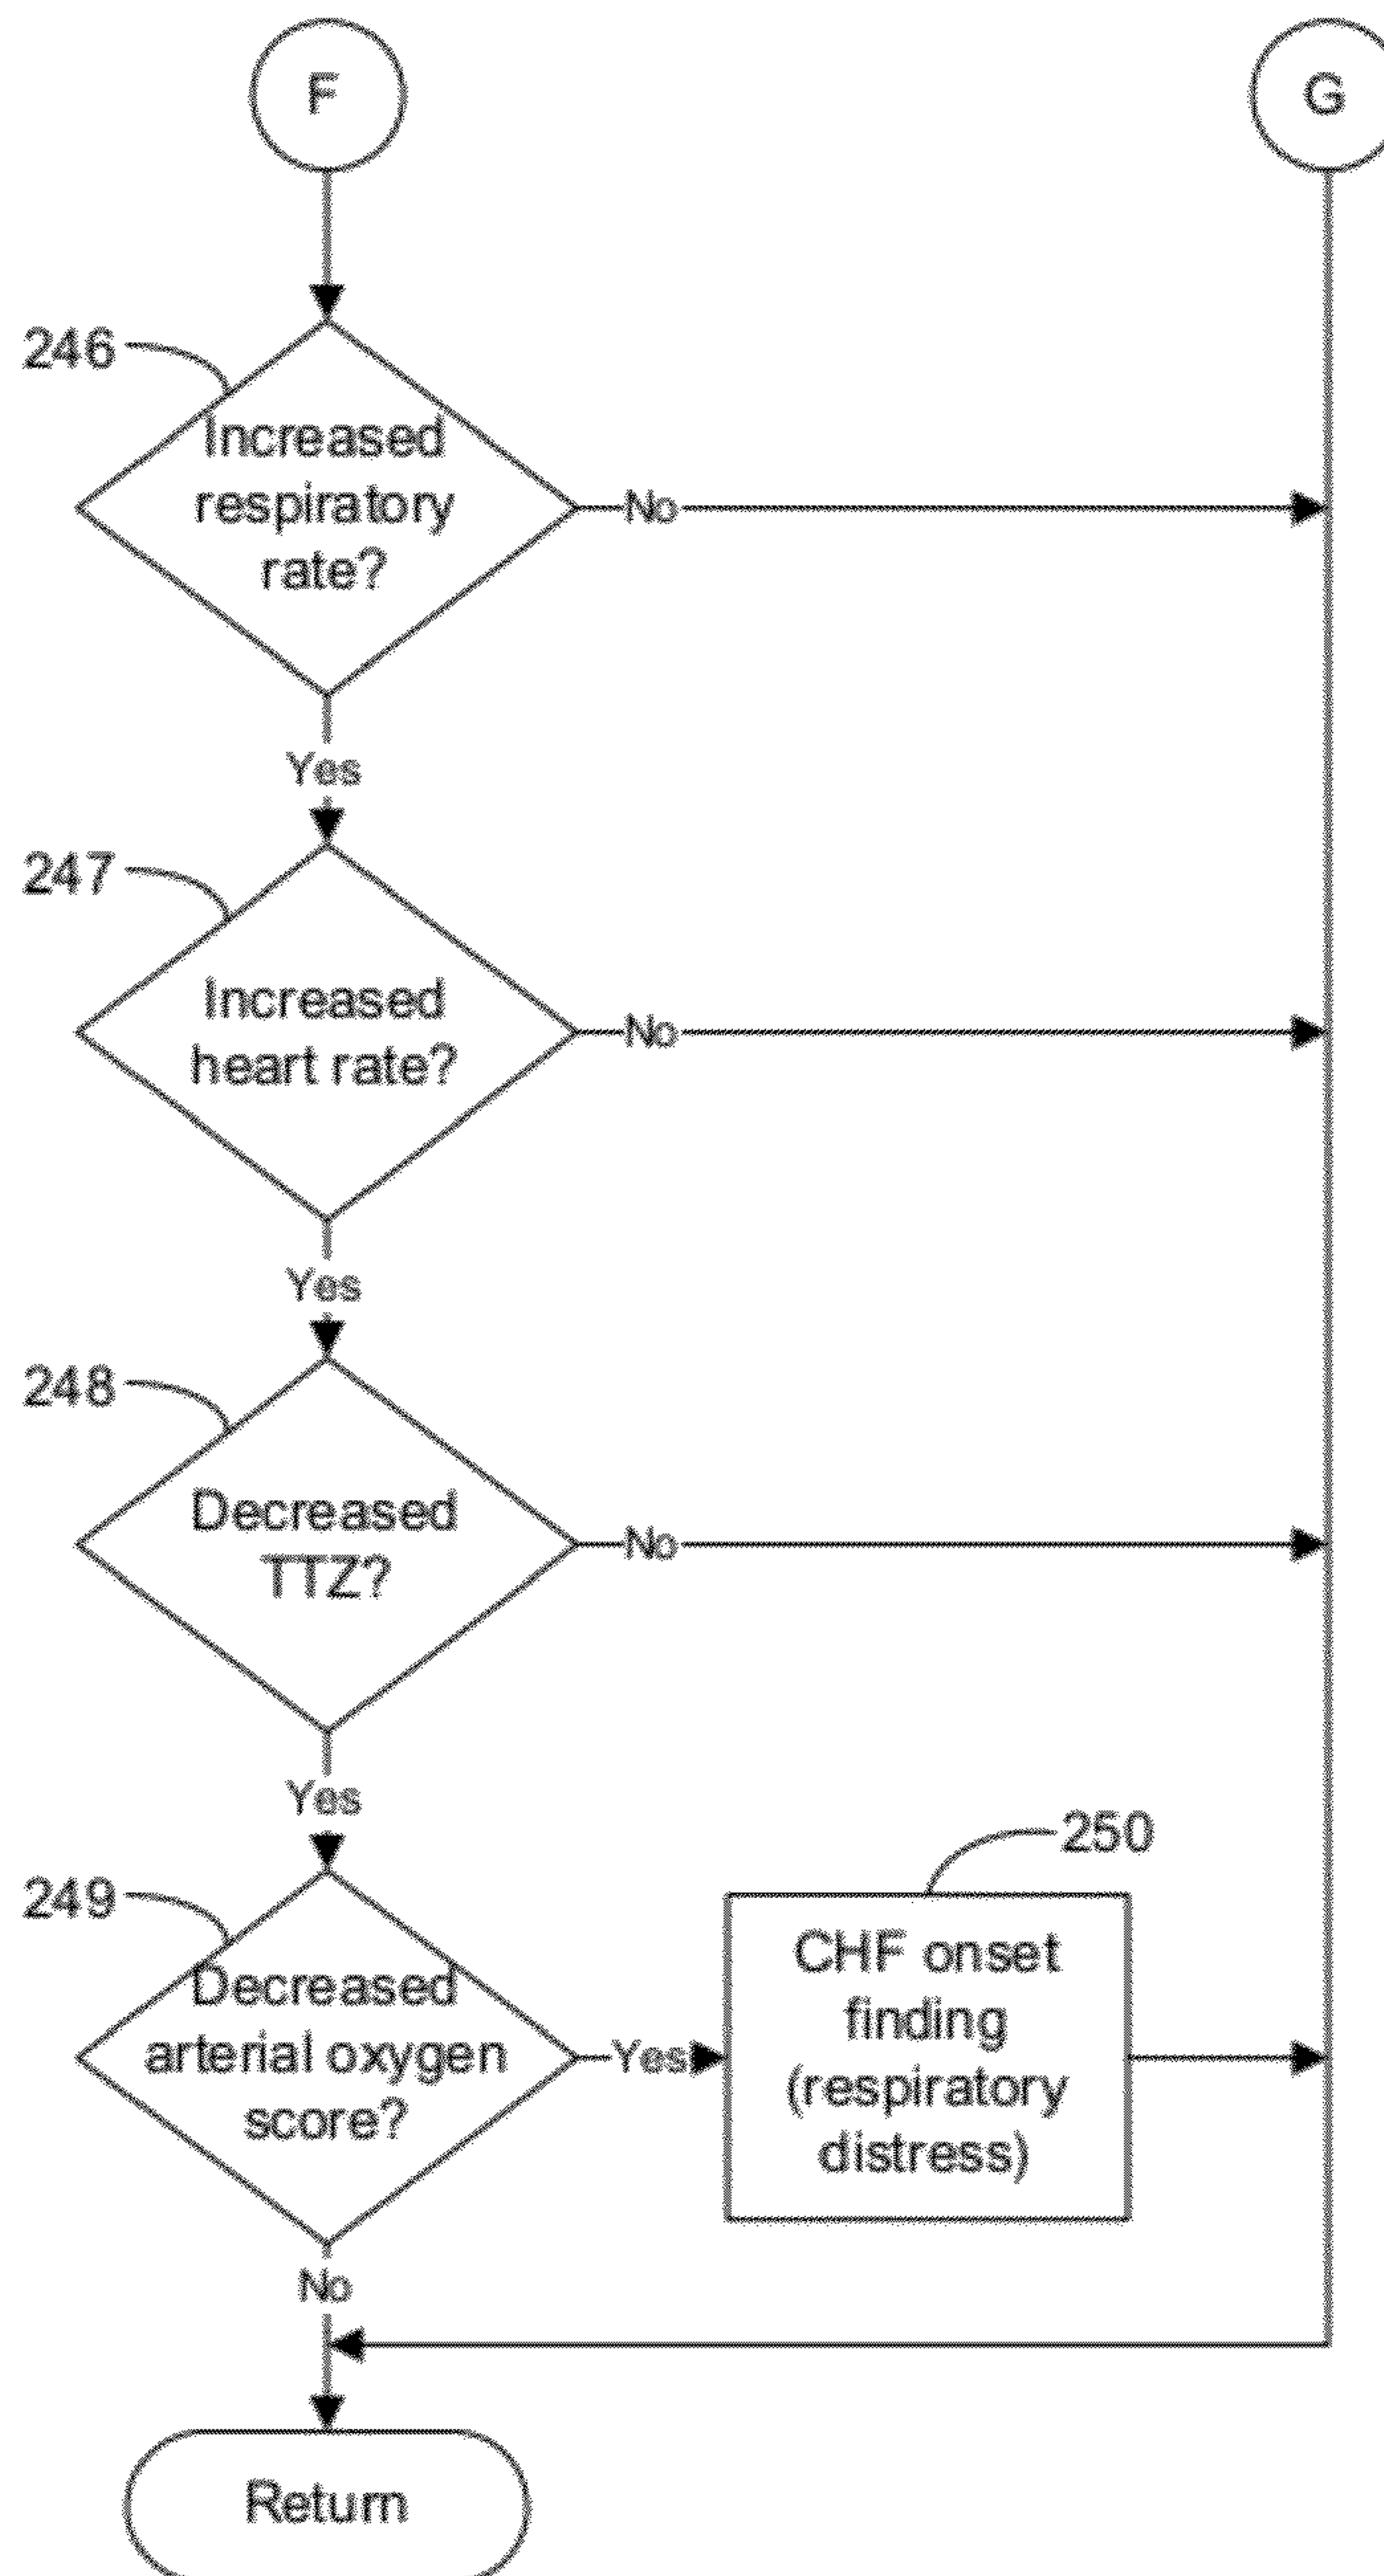 F
G
246
Increased
respiratory
rate?
No
Yes
247
Increased
heart rate?
No
Yes
248
Decreased
TTZ?
No
Yes
249
Decreased
arterial oxygen
score?
Yes
250
CHF onset
finding
(respiratory
distress)
No
Return